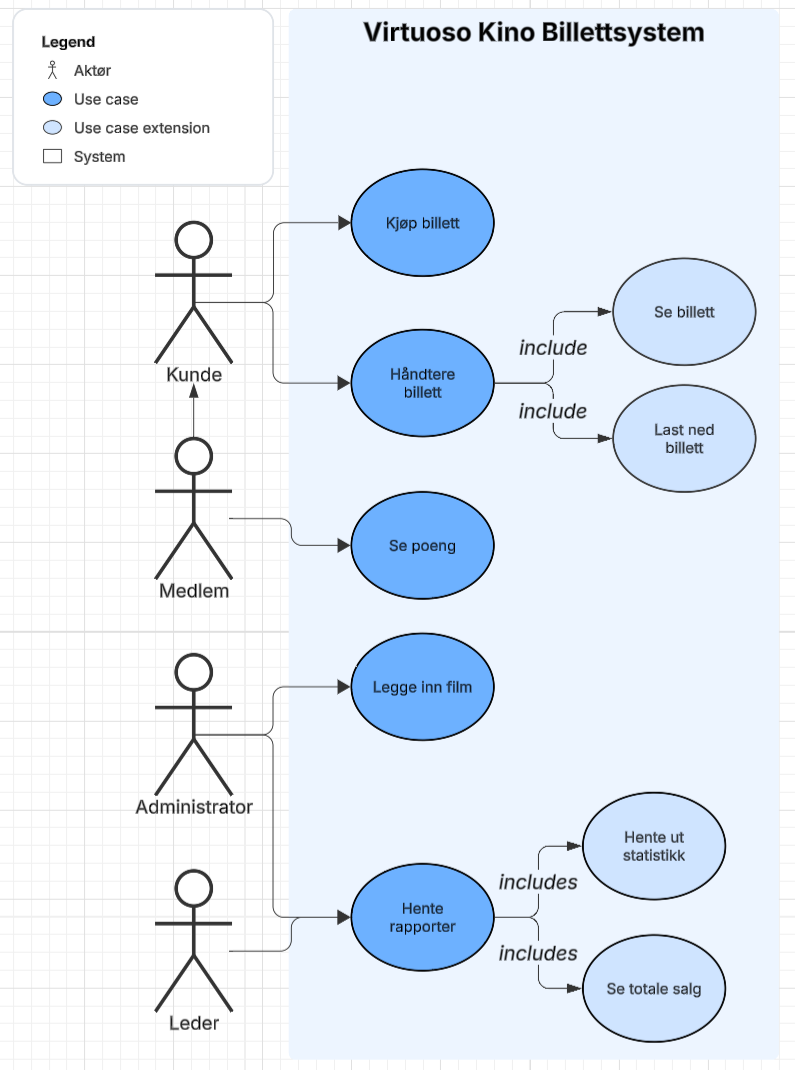 Virtuoso Kino Billettsystem
Legend
Aktør
Use case
Use case extension
System
Kjøp billett
Kunde
Håndtere
billett
include
include
Se billett
Last ned
billett
Medlem
Se poeng
Administrator
Legge inn film
Leder
Hente
rapporter
includes
includes
Hente ut
statistikk
Se totale salg